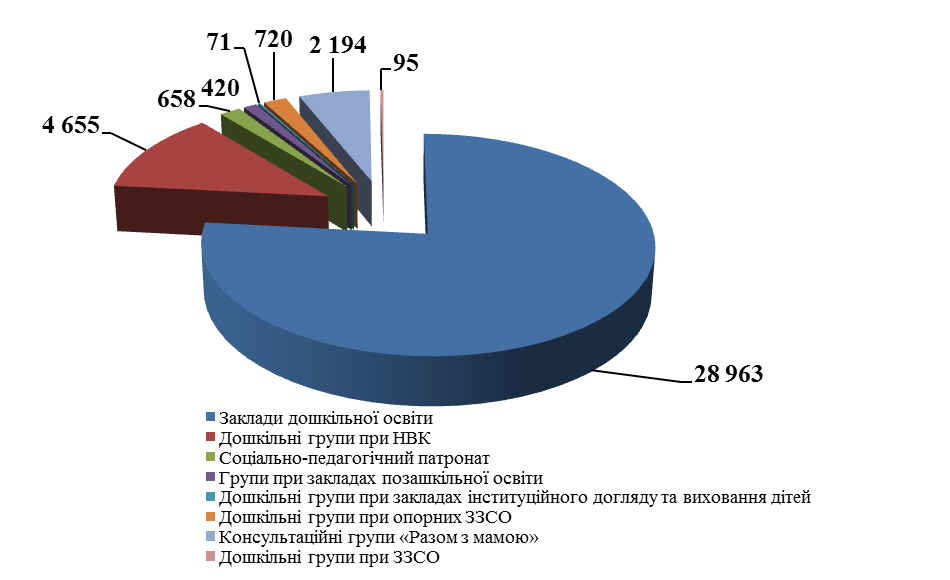 71
720
2 194
95
658
420
4 655
28 963
Заклади дошкільної освіти
Дошкільні групи при НВК
Соціально-педагогічний патронат
Групи при закладах позашкільної освіти
Дошкільні групи при закладах інституційного догляду та виховання дітей
Дошкільні групи при опорних ЗЗСО
Консультаційні групи «Разом з мамою»
Дошкільні групи при ЗЗСО